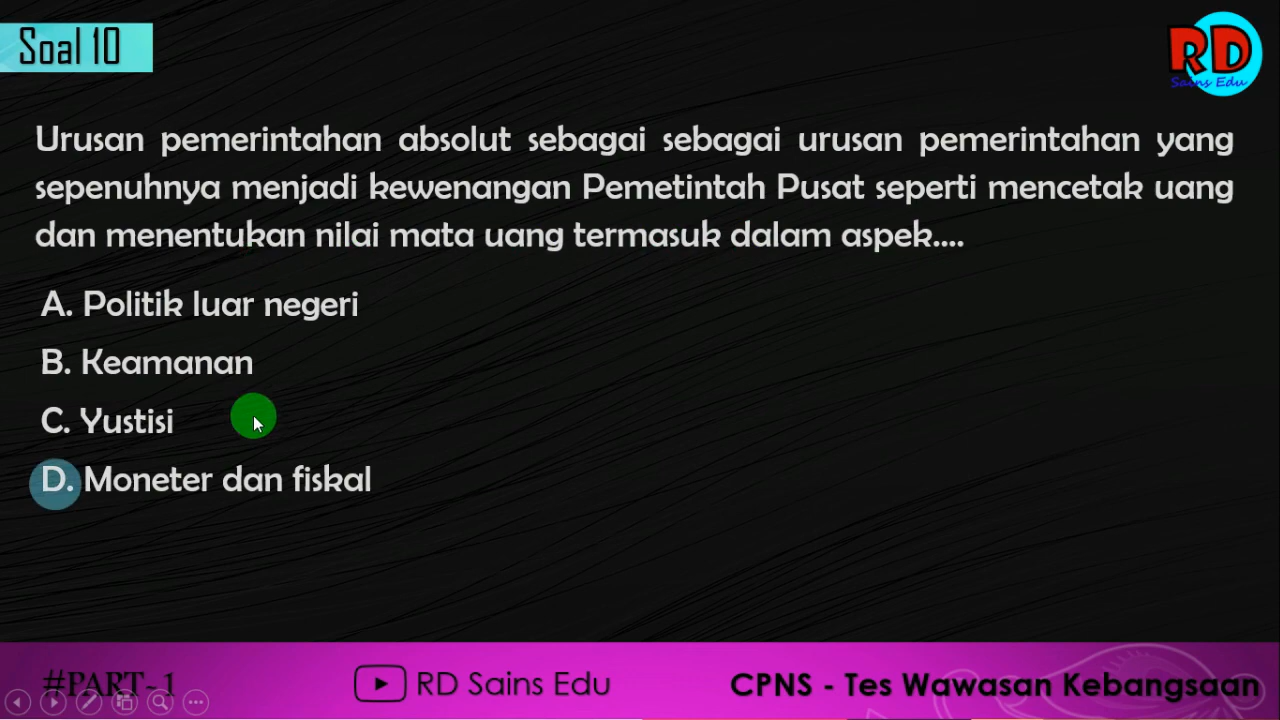 Soal 10
RD
Sains Edu
Urusan pemerintahan absolut sebagai sebagai urusan pemerintahan yang
sepenuhnya menjadi kewenangan Pemetintah Pusat seperti mencetak uang
dan menentukan nilai mata uang termasuk dalam aspek....
A. Politik luar negeri
B. Keamanan
C. Yustisi
D. Moneter dan fiskal
#PART-1
RD Sains Edu
CPNS - Tes Wawasan Kebangsaan